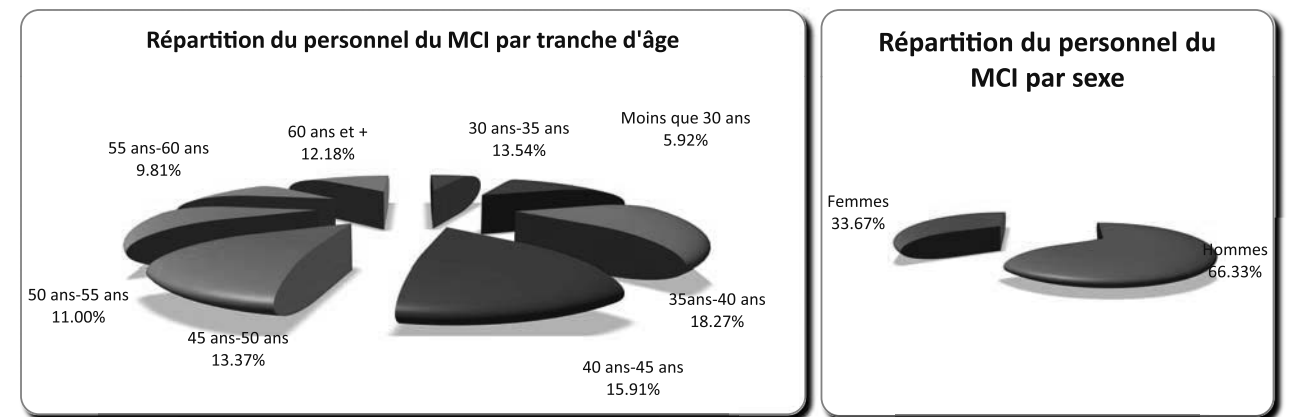 Répartition du personnel du MCI par tranche d'âge
Moins que 30 ans
5.92%
30 ans-35 ans
13.54%
60 ans et +
12.18%
55 ans-60 ans
9.81%
50 ans-55 ans
11.00%
45 ans-50 ans
13.37%
40 ans-45 ans
15.91%
35ans-40 ans
18.27%
Répartition du personnel du
MCI par sexe
Femmes
33.67%
Hommes
66.33%